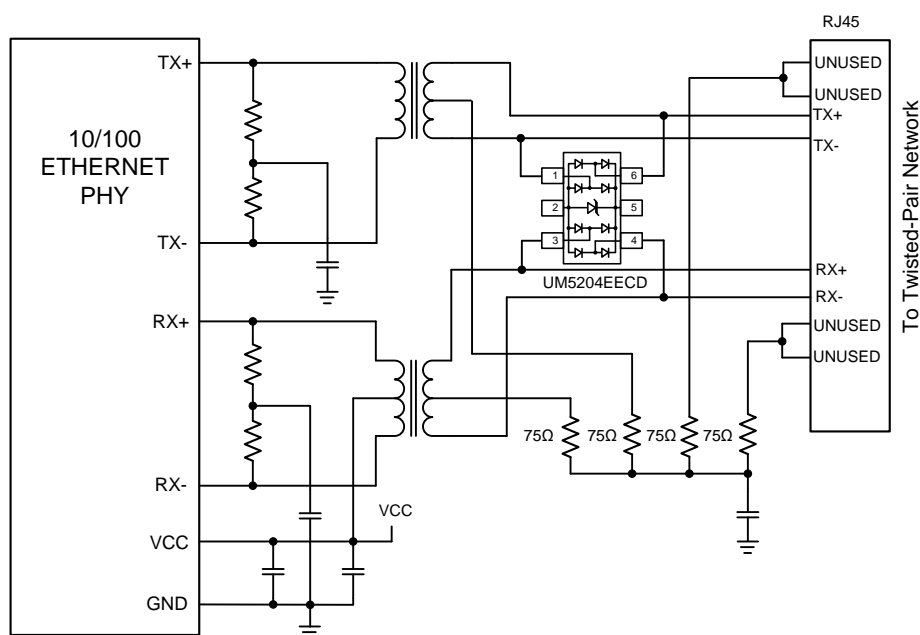 RJ45
TX+
UNUSED
UNUSED
TX+
TX-
10/100
ETHERNET
PHY
1
6
2
5
3
4
TX-
UM5204EECD
RX+
RX-
To Twisted-Pair Network
RX+
UNUSED
UNUSED
75Ω
75Ω
75Ω
75Ω
RX-
VCC
VCC
GND